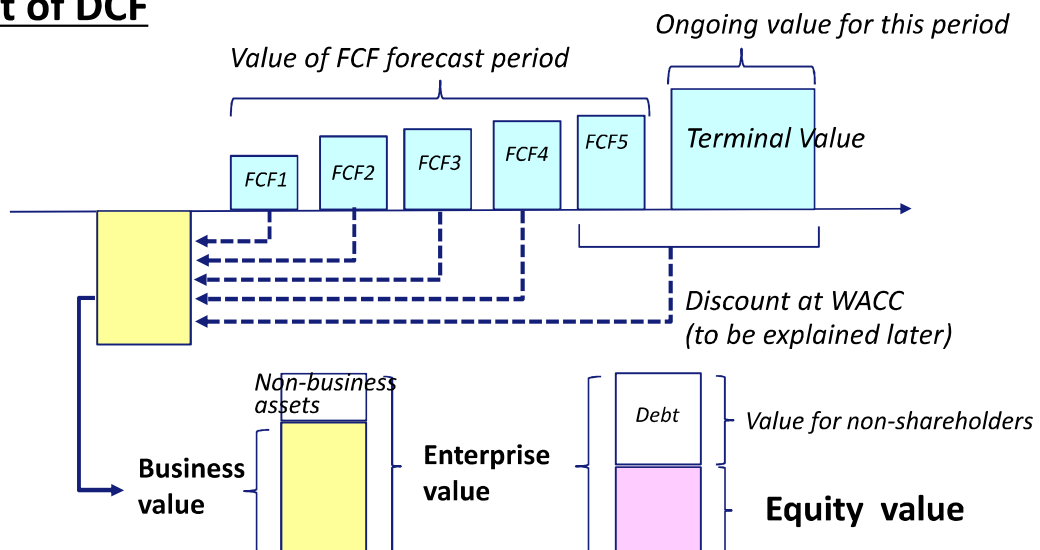 t of DCF
Ongoing value for this period
Value of FCF forecast period
FCF1
FCF2
FCF3
FCF4
FCF5
Terminal Value
Discount at WACC
(to be explained later)
Non-business
assets
Business
value
Enterprise
value
Debt
Value for non-shareholders
Equity value